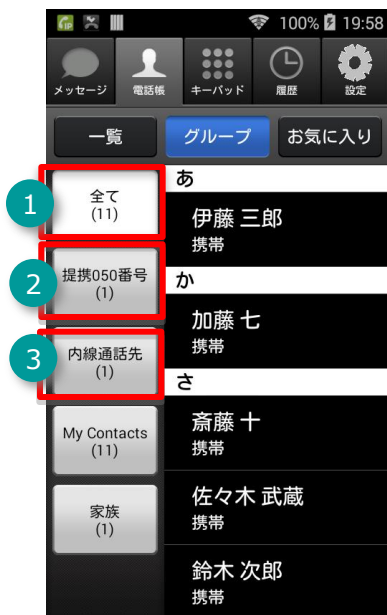 IP
100% 19:58
メッセージ 電話帳 キーパッド 履歴 設定
一覧 グループ お気に入り
1
全て
(11)
2
提携050番号
(1)
3
内線通話先
(1)
My Contacts
(11)
家族
(1)
あ
伊藤 三郎
携帯
か
加藤 七
携帯
さ
斎藤 十
携帯
佐々木 武蔵
携帯
鈴木 次郎
携帯